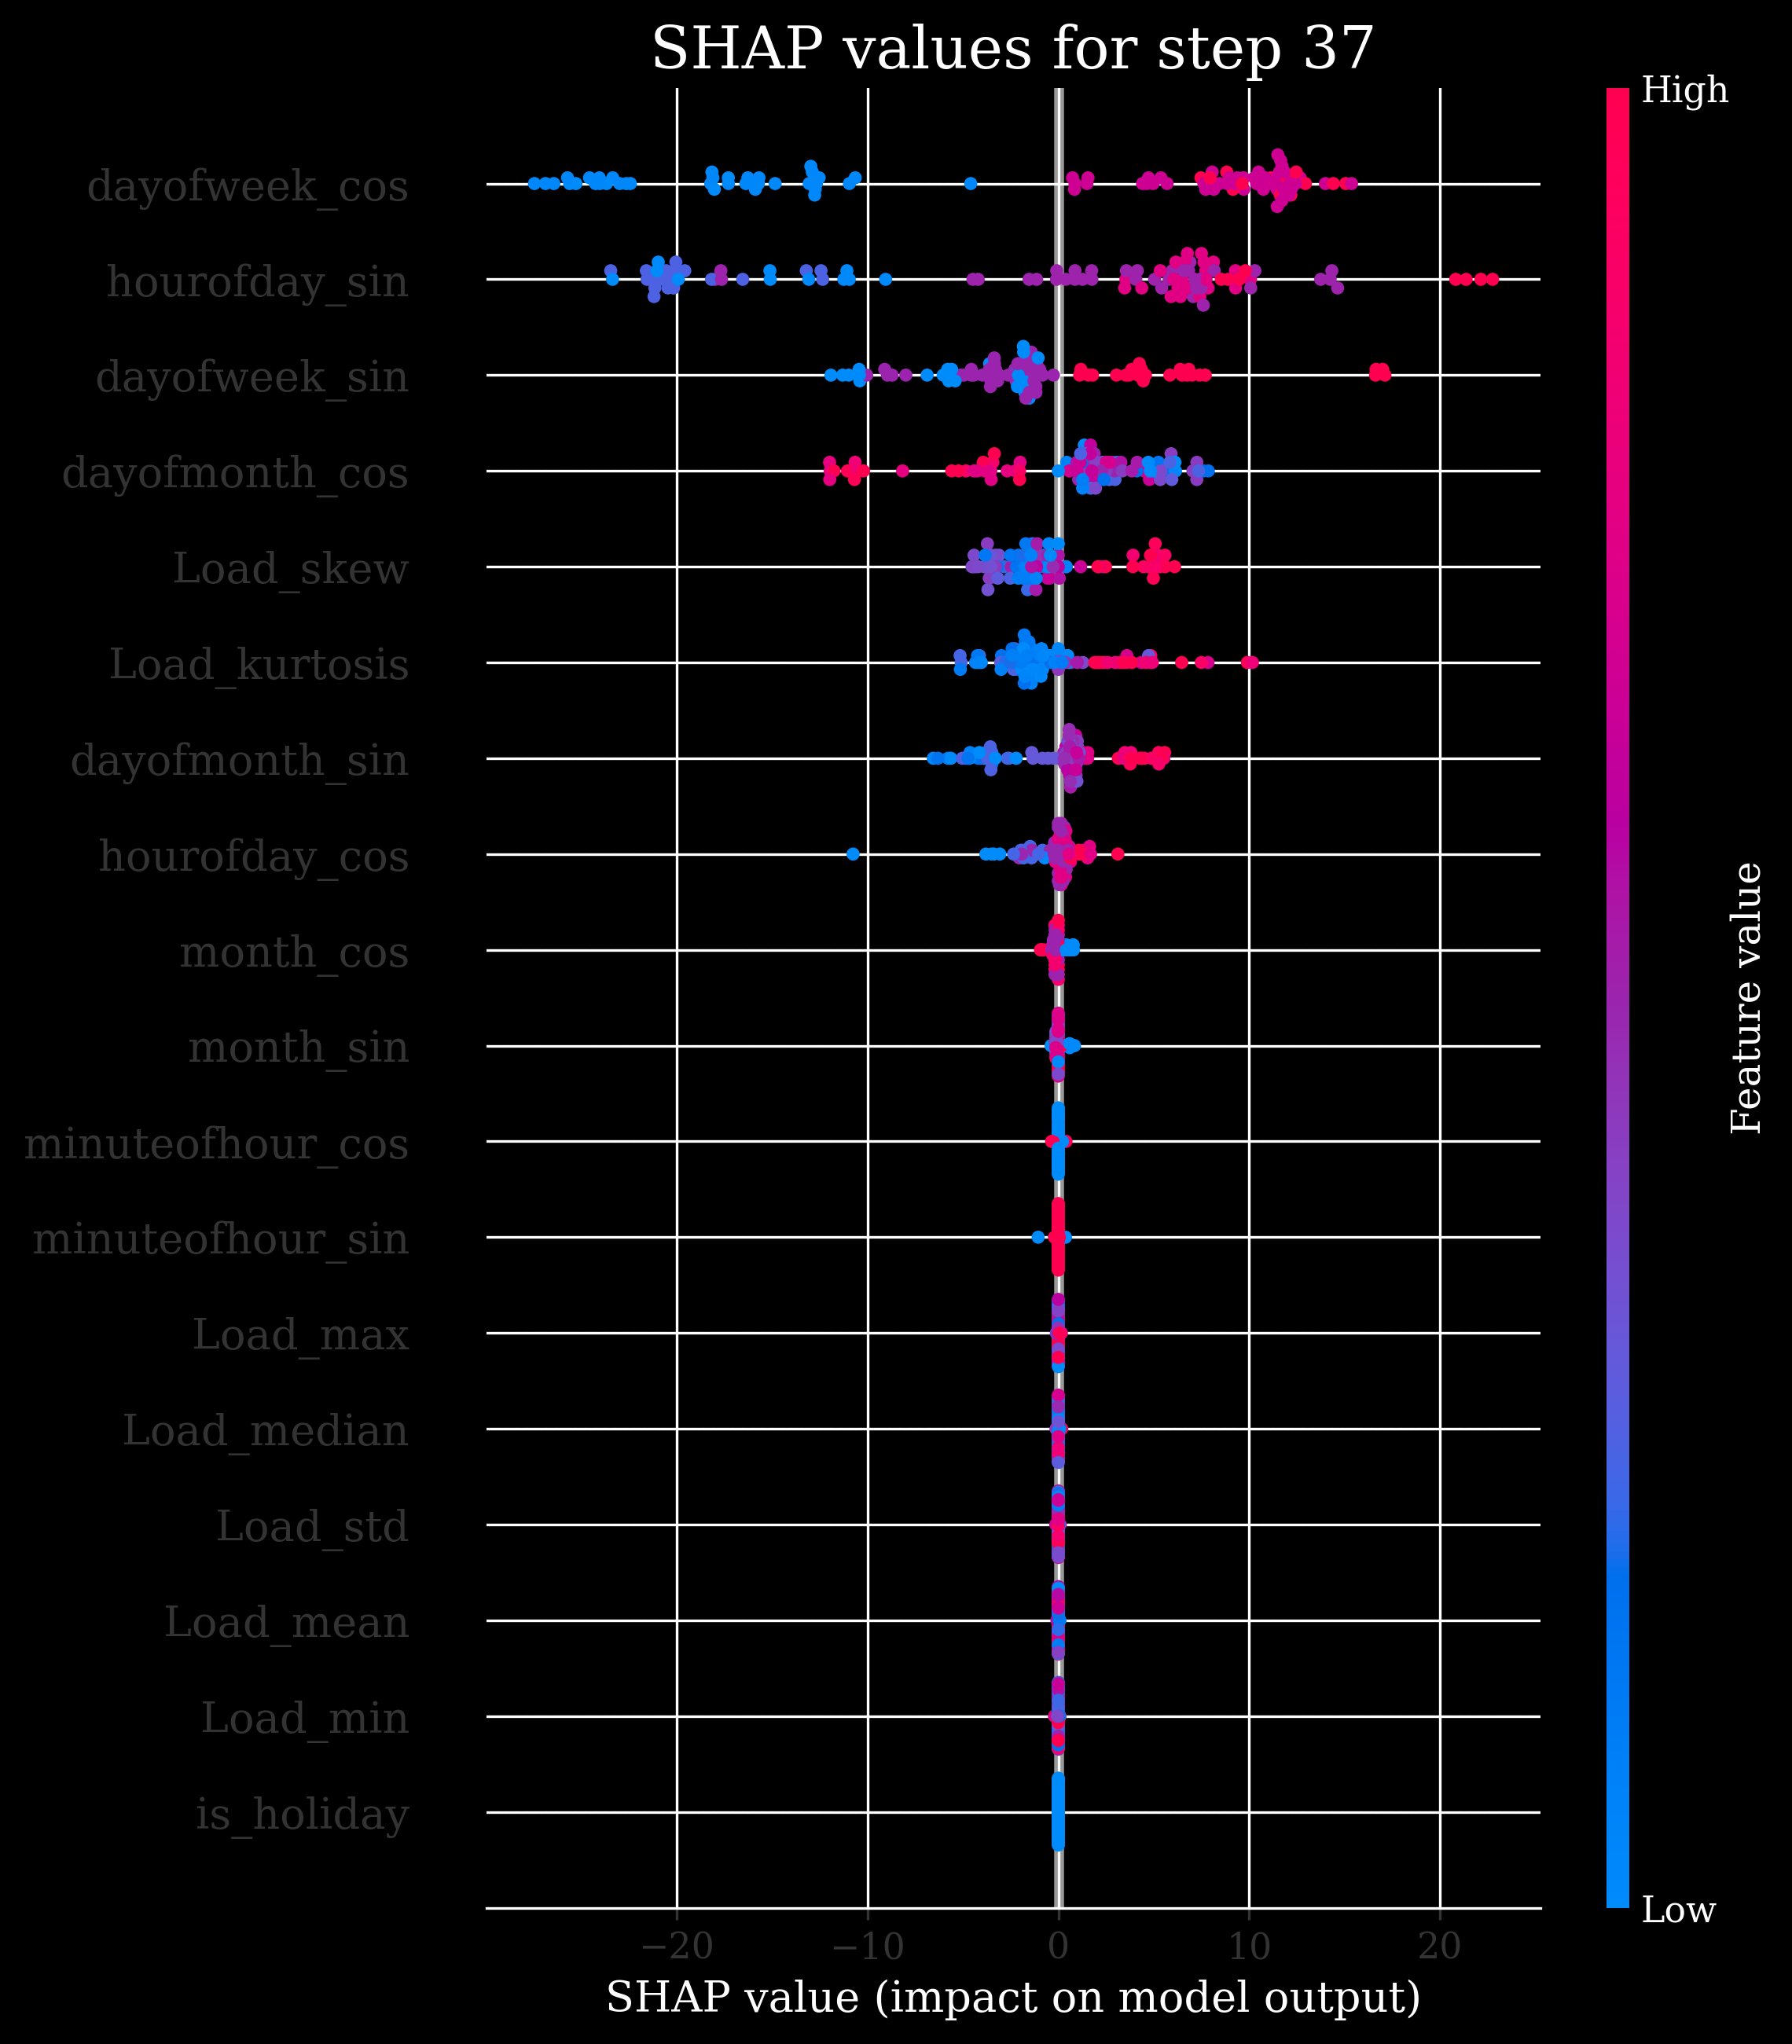 SHAP values for step 37
High
dayofweek_cos
hourofday_sin
dayofweek_sin
dayofmonth_cos
Load_skew
Load_kurtosis
dayofmonth_sin
hourofday_cos
month_cos
month_sin
minuteofhour_cos
minuteofhour_sin
Load_max
Load_median
Load_std
Load_mean
Load_min
is_holiday
Feature value
Low
−20 −10 0 10 20
SHAP value (impact on model output)